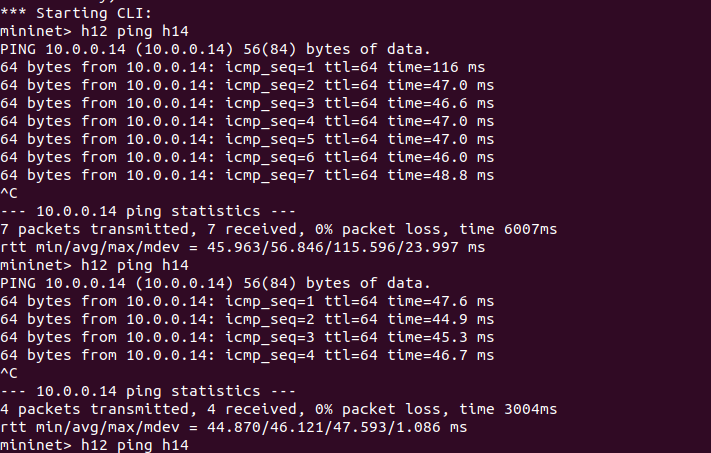 *** Starting CLI:
mininet> h12 ping h14
PING 10.0.0.14 (10.0.0.14) 56(84) bytes of data.
64 bytes from 10.0.0.14: icmp_seq=1 ttl=64 time=116 ms
64 bytes from 10.0.0.14: icmp_seq=2 ttl=64 time=47.0 ms
64 bytes from 10.0.0.14: icmp_seq=3 ttl=64 time=46.6 ms
64 bytes from 10.0.0.14: icmp_seq=4 ttl=64 time=47.0 ms
64 bytes from 10.0.0.14: icmp_seq=5 ttl=64 time=47.0 ms
64 bytes from 10.0.0.14: icmp_seq=6 ttl=64 time=46.0 ms
64 bytes from 10.0.0.14: icmp_seq=7 ttl=64 time=48.8 ms
^C
--- 10.0.0.14 ping statistics ---
7 packets transmitted, 7 received, 0% packet loss, time 6007ms
rtt min/avg/max/mdev = 45.963/56.846/115.596/23.997 ms
mininet> h12 ping h14
PING 10.0.0.14 (10.0.0.14) 56(84) bytes of data.
64 bytes from 10.0.0.14: icmp_seq=1 ttl=64 time=47.6 ms
64 bytes from 10.0.0.14: icmp_seq=2 ttl=64 time=44.9 ms
64 bytes from 10.0.0.14: icmp_seq=3 ttl=64 time=45.3 ms
64 bytes from 10.0.0.14: icmp_seq=4 ttl=64 time=46.7 ms
^C
--- 10.0.0.14 ping statistics ---
4 packets transmitted, 4 received, 0% packet loss, time 3004ms
rtt min/avg/max/mdev = 44.870/46.121/47.593/1.086 ms
mininet> h12 ping h14